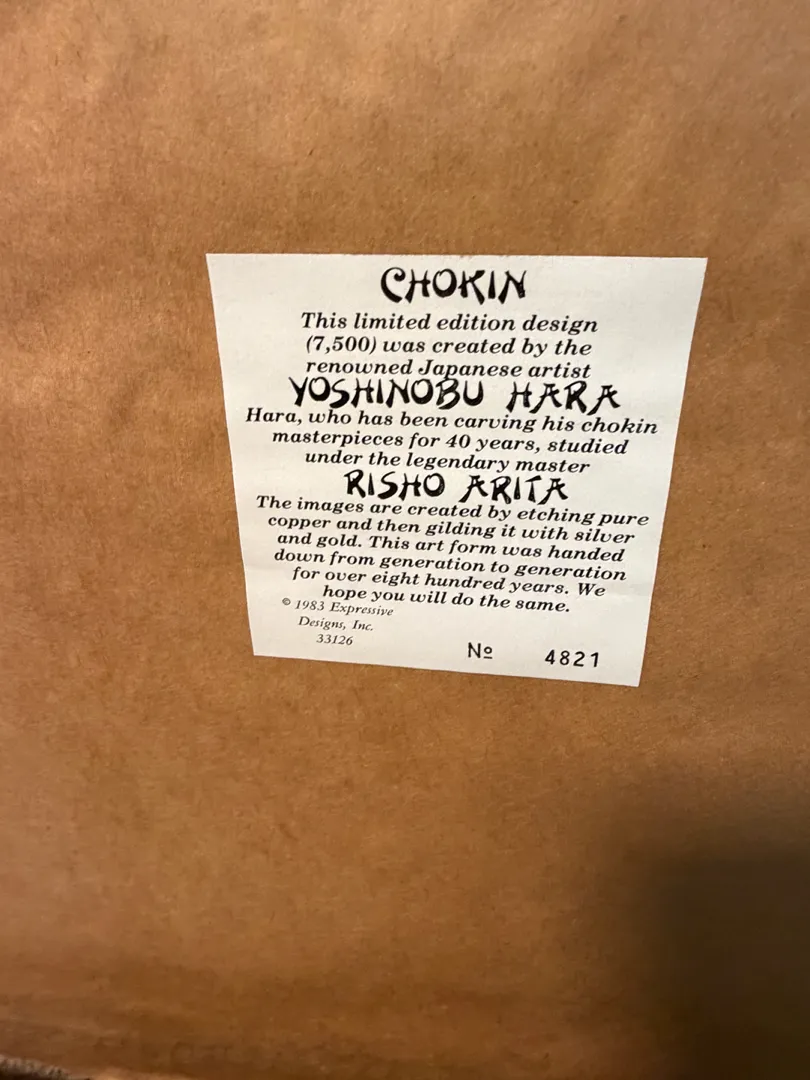 CHOKIN
This limited edition design
(7,500) was created by the
renowned Japanese artist
YOSHINOBU HARA
Hara, who has been carving his chokin
masterpieces for 40 years, studied
under the legendary master
RISHO ARITA
The images are created by etching pure
copper and then gilding it with silver
and gold. This art form was handed
down from generation to generation
for over eight hundred years. We
hope you will do the same.
© 1983 Expressive
Designs, Inc.
33126
Nº 4821